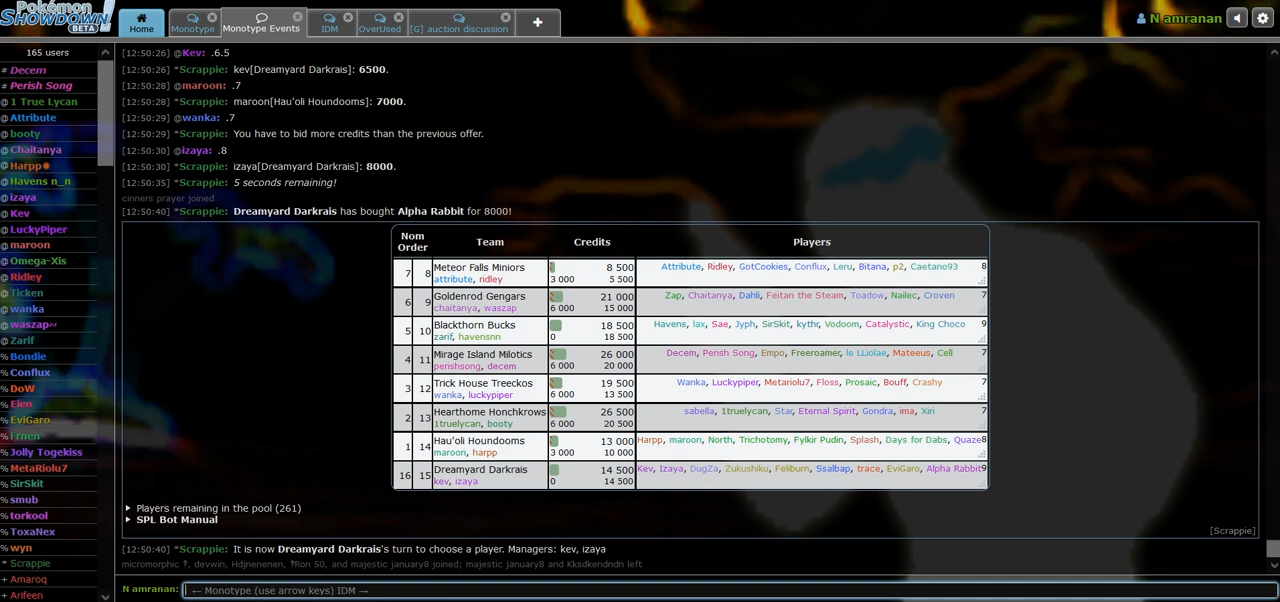 Pokémon
Showdown!
BETA
Home
Monotype
Monotype Events
IDM
OverUsed
[G] auction discussion
N amranan
165 users
# Decem
# Perish Song
@ 1 True Lycan
@ Attribute
@ booty
@ Chaitanya
@ Harpp
@ Havens n_n
@ izaya
@ Kev
@ LuckyPiper
@ maroon
@ Omega-Xis
@ Ridley
@ Ticken
@ wanka
@ waszap~
@ Zarif
% Bondie
% Conflux
% DoW
% Elen
% EviGaro
% Frnen
% Jolly Togekiss
% MetaRiolu7
% SirSkit
% smub
% torkool
% ToxaNex
% wyn
* Scrappie
+ Amaroq
+ Arifeen
[12:50:26] @Kev: .6.5
[12:50:26] *Scrappie: kev[Dreamyard Darkrais]: 6500.
[12:50:28] @maroon: .7
[12:50:28] *Scrappie: maroon[Hau'oli Houndooms]: 7000.
[12:50:29] @wanka: .7
[12:50:29] *Scrappie: You have to bid more credits than the previous offer.
[12:50:30] @izaya: .8
[12:50:30] *Scrappie: izaya[Dreamyard Darkrais]: 8000.
[12:50:35] *Scrappie: 5 seconds remaining!
cinners prayer joined
[12:50:40] *Scrappie: Dreamyard Darkrais has bought Alpha Rabbit for 8000!
Nom Order Team Credits Players
7 8 Meteor Falls Miniors 8 500 Attribute, Ridley, GotCookies, Conflux, Leru, Bitana, p2, Caetano93 8
attribute, ridley 3 000 5 500
6 9 Goldenrod Gengars 21 000 Zap, Chaitanya, Dahli, Feitan the Steam, Toadow, Nailec, Croven 7
chaitanya, waszap 6 000 15 000
5 10 Blackthorn Bucks 18 500 Havens, lax, Sae, Jyph, SirSkit, kythr, Vodoom, Catalystic, King Choco 9
zarif, havensnn 0 18 500
4 11 Mirage Island Milotics 26 000 Decem, Perish Song, Empo, Freeroamer, le LLiolae, Mateeus, Cell 7
perishsong, decem 6 000 20 000
3 12 Trick House Treeckos 19 500 Wanka, Luckypiper, Metariolu7, Floss, Prosaic, Bouff, Crashy 7
wanka, luckypiper 6 000 13 500
2 13 Hearthome Honchkrows 26 500 sabella, 1truelycan, Star, Eternal Spirit, Gondra, ima, Xiri 7
1truelycan, booty 6 000 20 500
1 14 Hau'oli Houndooms 13 000 Harpp, maroon, North, Trichotomy, Fylkir Pudin, Splash, Days for Dabs, Quaze 8
maroon, harpp 3 000 10 000
16 15 Dreamyard Darkrais 14 500 Kev, Izaya, DugZa, Zukushiku, Feliburn, Ssalbap, trace, EviGaro, Alpha Rabbit 9
kev, izaya 0 14 500
Players remaining in the pool (261)
SPL Bot Manual
[Scrappie]
[12:50:40] *Scrappie: It is now Dreamyard Darkrais's turn to choose a player. Managers: kev, izaya
micromorphic ‽, devwin, Hdjnenenen, ‽Ron 50, and majestic january8 joined; majestic january8 and Kksdkendndn left
N amranan: ← Monotype (use arrow keys) IDM →